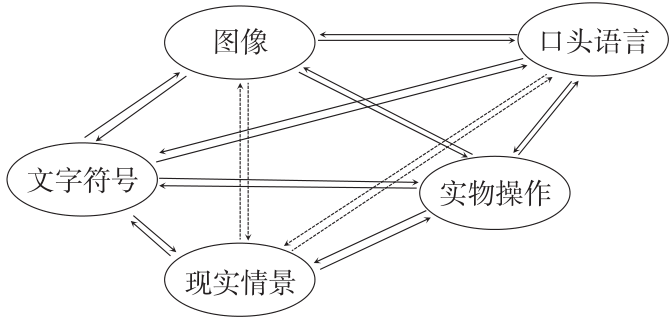 图像
口头语言
文字符号
实物操作
现实情景